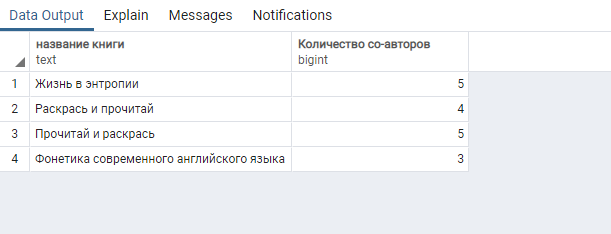 Data Output Explain Messages Notifications
название книги Количество со-авторов
text bigint
1 Жизнь в энтропии 5
2 Раскрась и прочитай 4
3 Прочитай и раскрась 5
4 Фонетика современного английского языка 3